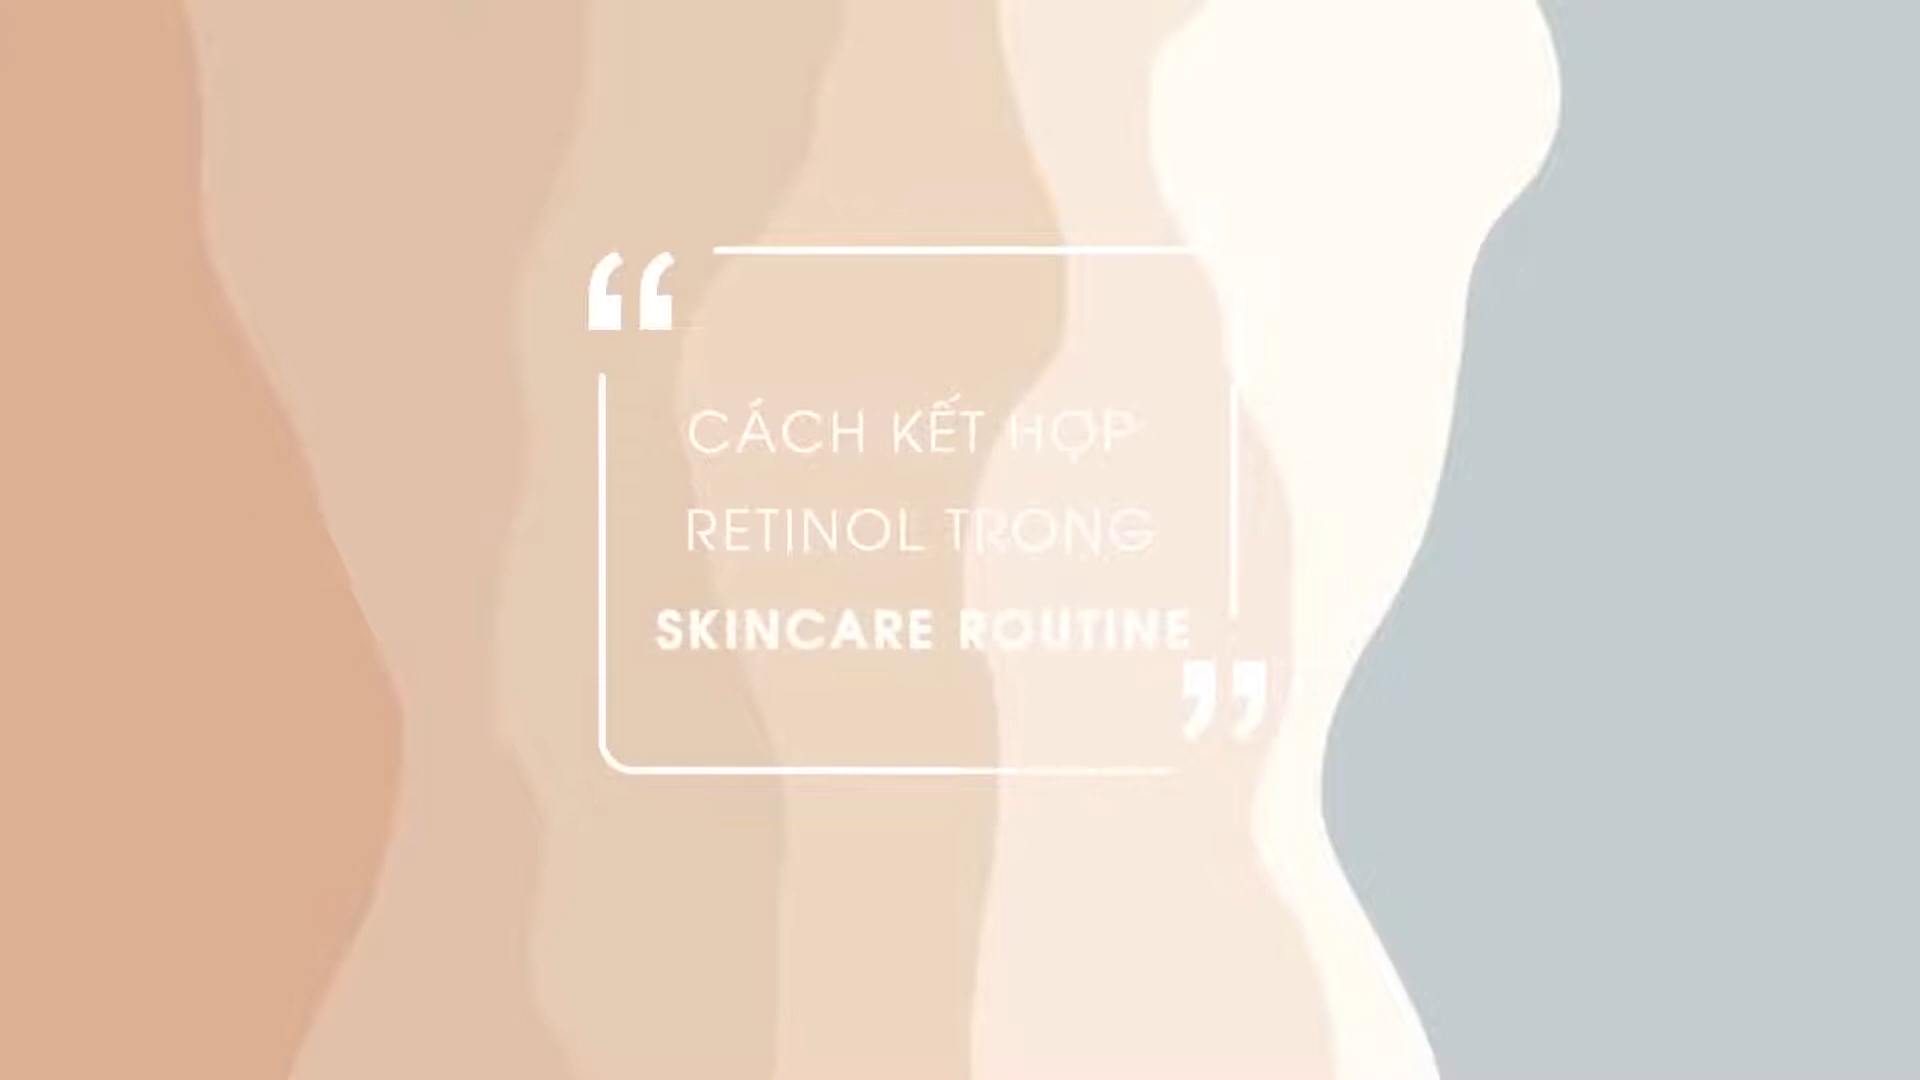 “
CÁCH KẾT HỢP
RETINOL TRONG
SKINCARE ROUTINE
”